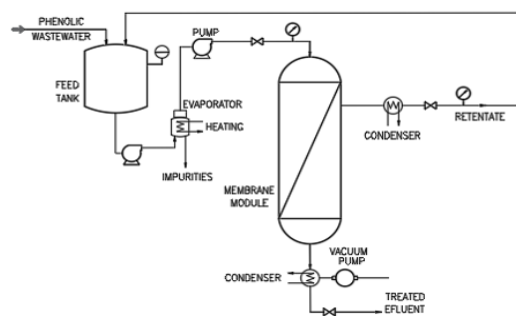 PHENOLIC
WASTEWATER
FEED
TANK
PUMP
EVAPORATOR
HEATING
IMPURITIES
MEMBRANE
MODULE
CONDENSER
RETENTATE
CONDENSER
VACUUM
PUMP
TREATED
EFLUENT